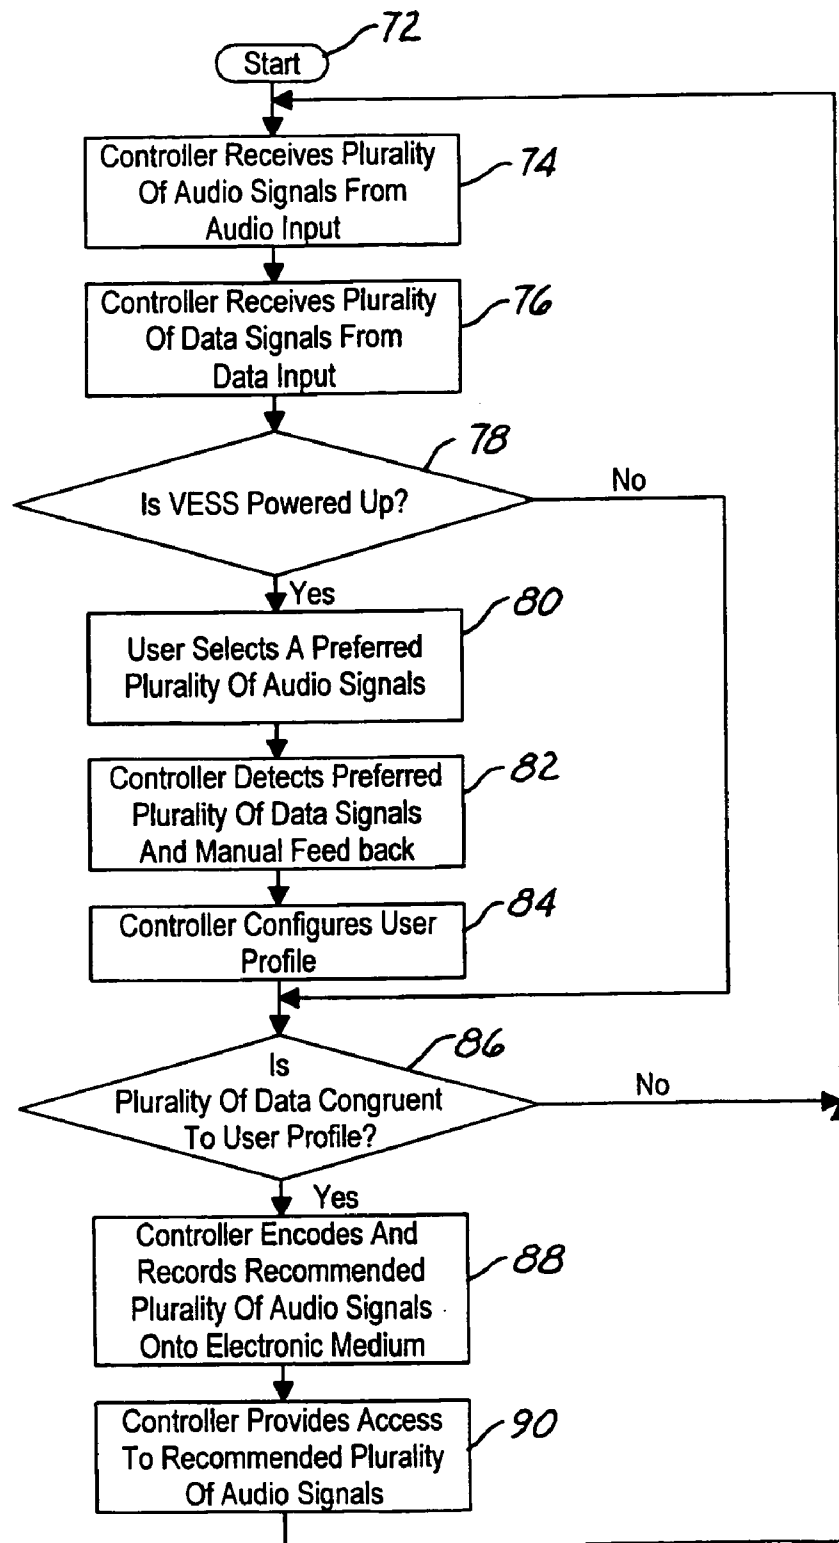 72
Start
Controller Receives Plurality
Of Audio Signals From
Audio Input
74
Controller Receives Plurality
Of Data Signals From
Data Input
76
78
Is VESS Powered Up?
No
Yes
User Selects A Preferred
Plurality Of Audio Signals
80
Controller Detects Preferred
Plurality Of Data Signals
And Manual Feed back
82
Controller Configures User
Profile
84
86
Is
Plurality Of Data Congruent
To User Profile?
No
Yes
Controller Encodes And
Records Recommended
Plurality Of Audio Signals
Onto Electronic Medium
88
Controller Provides Access
To Recommended Plurality
Of Audio Signals
90